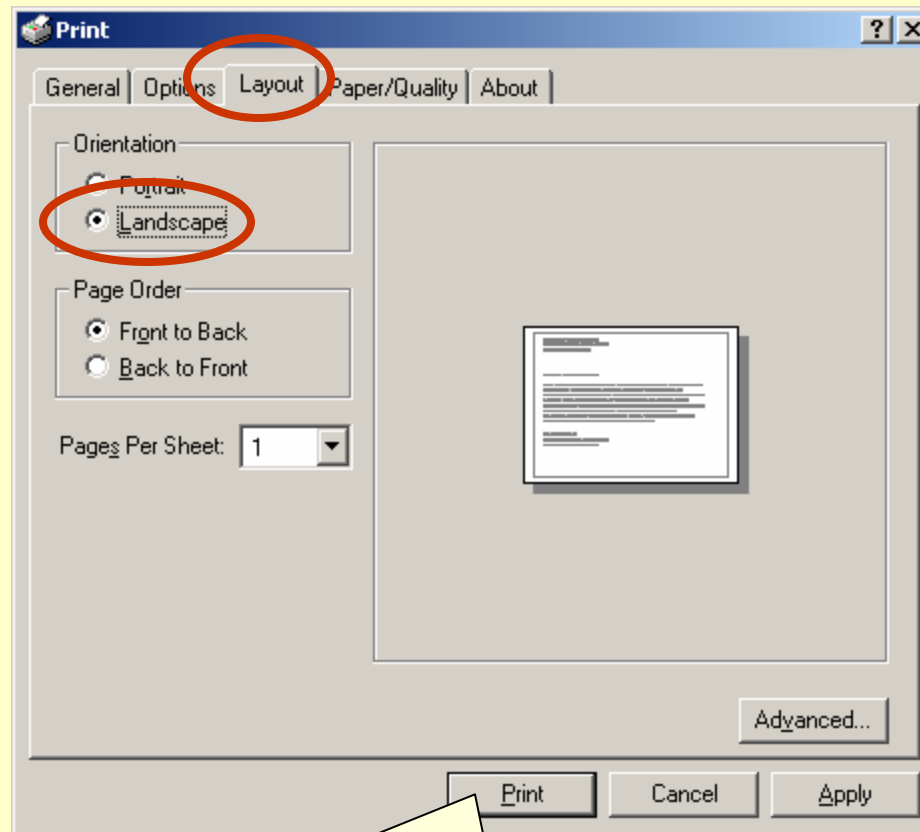 Print
General Options Layout Paper/Quality About
Orientation
Portrait
Landscape
Page Order
Front to Back
Back to Front
Pages Per Sheet: 1
Advanced...
Print Cancel Apply